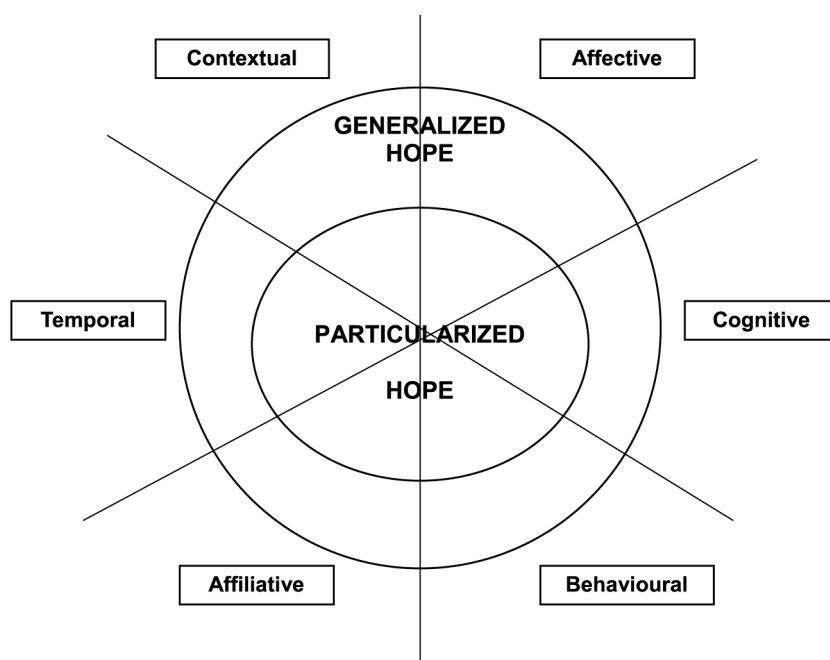 Contextual
Affective
GENERALIZED
HOPE
Temporal
Cognitive
PARTICULARIZED
HOPE
Affiliative
Behavioural